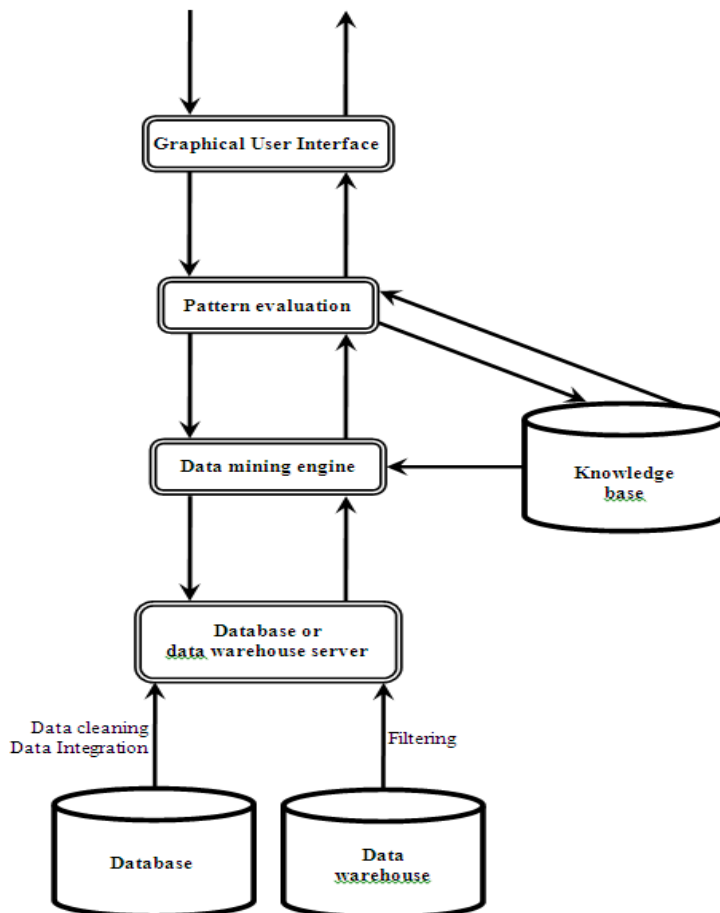 Graphical User Interface
Pattern evaluation
Data mining engine
Knowledge
base
Database or
data warehouse server
Data cleaning
Data Integration
Filtering
Database
Data
warehouse